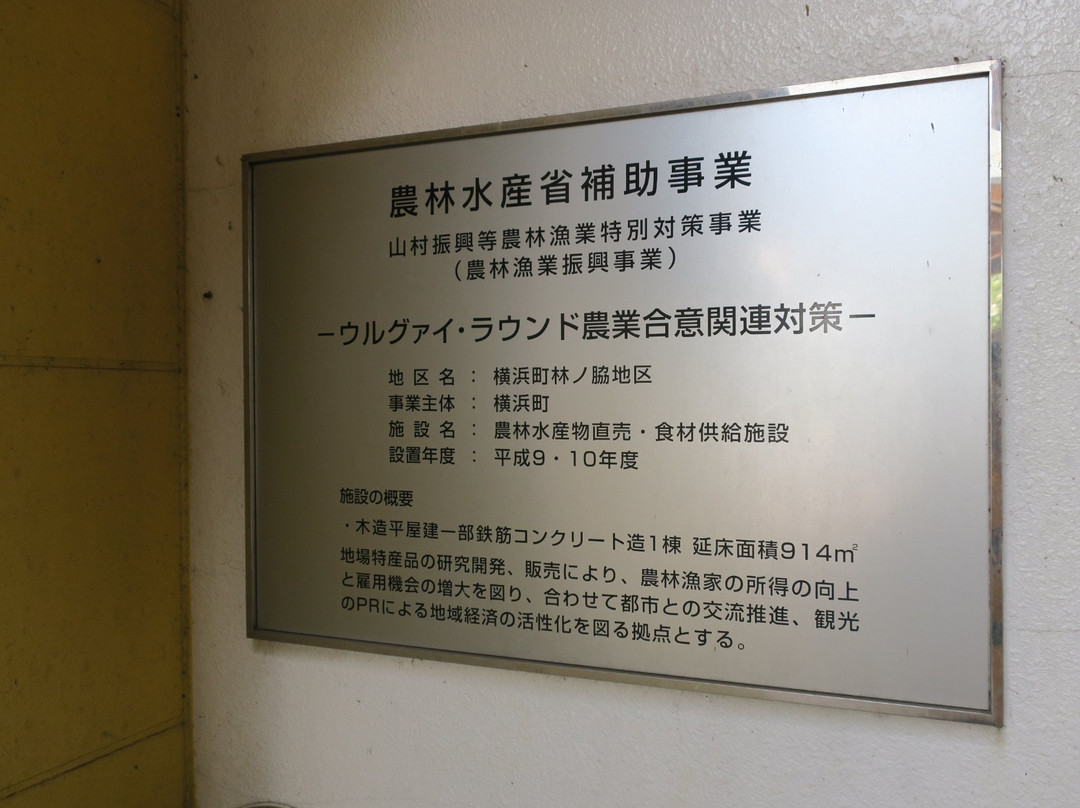 農林水産省補助事業
山村振興等農林漁業特別対策事業
（農林漁業振興事業）
－ウルグァイ・ラウンド農業合意関連対策－
地区名：横浜町林ノ脇地区
事業主体：横浜町
施設名：農林水産物直売・食材供給施設
設置年度：平成9・10年度
施設の概要
・木造平屋建一部鉄筋コンクリート造1棟 延床面積914㎡
地場特産品の研究開発、販売により、農林漁家の所得の向上
と雇用機会の増大を図り、合わせて都市との交流推進、観光
のPRによる地域経済の活性化を図る拠点とする。